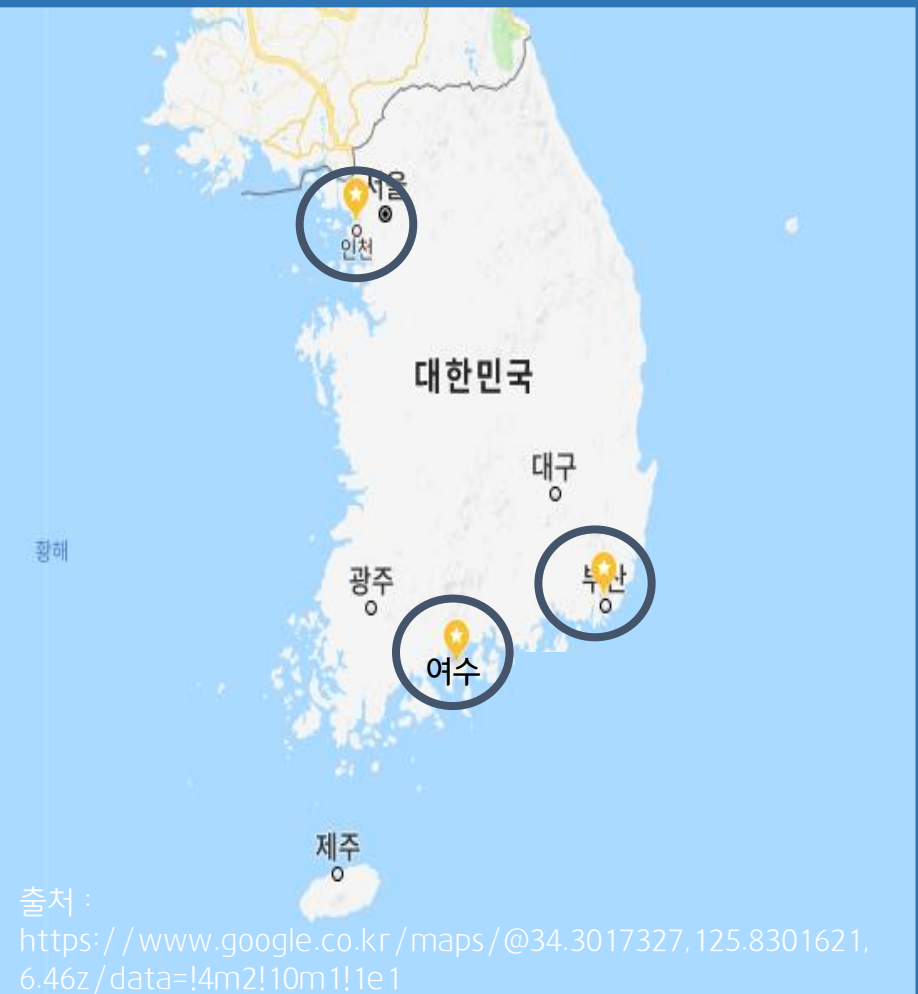 서울
인천
대한민국
대구
황해
광주
부산
여수
제주
출처 :
https://www.google.co.kr/maps/@34.3017327,125.8301621,
6.46z/data=!4m2!10m1!1e1